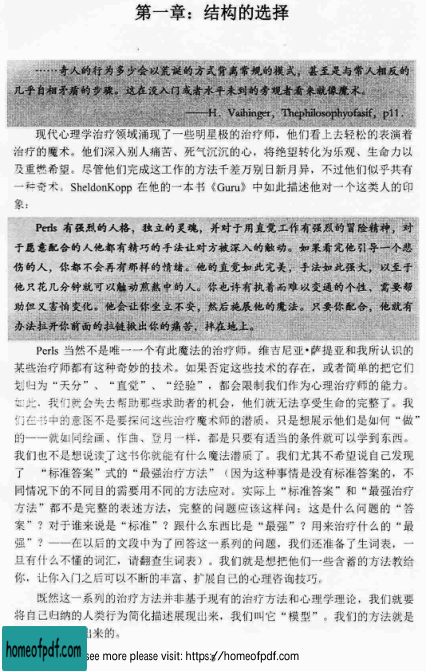 第一章：结构的选择
……奇人的行为多少会以荒诞的方式背离常规的模式，甚至是与常人相反的
几乎自相矛盾的步骤。这在没入门或者水平未到的旁观者看来就像魔术。
——H. Vaihinger, Thephilosophyofasif, p11.
现代心理学治疗领域涌现了一些明星极的治疗师，他们看上去轻松的表演着
治疗的魔术。他们深入别人痛苦、死气沉沉的心，将绝望转化为乐观、生命力以
及重燃希望。尽管他们完成这工作的方法千差万别日新月异，不过他们似乎共有
一种奇术。SheldonKopp 在他的一本书《Guru》中如此描述他对一个这类人的印
象：
Perls 有强烈的人格，独立的灵魂，并对于用直觉工作有强烈的冒险精神，对
于愿意配合的人他都有精巧的手法让对方被深入的触动。如果看完他引导一个悲
伤的人，你都不会再有那样的情绪。他的直觉如此完美，手法如此强大，以至于
他只花几分钟就可以触动煎熬中的人。你也许有执着而难以变通的个性、需要帮
助但又害怕变化。他会让你坐立不安，然后施展他的魔法。只要你配合，他就有
办法拉开你前面的拉链揪出你的痛苦、摔在地上。
Perls 当然不是唯一一个有此魔法的治疗师。维吉尼亚•萨提亚和我所认识的
某些治疗师都有这种奇妙的技术。如果否定这些技术的存在，或者简单的把它们
划归为“天分”、“直觉”、“经验”，都会限制我们作为心理治疗师的能力。
如此，我们就会失去帮助那些求助者的机会，他们就无法享受生命的完整了。我
们在书中的意图不是要探问这些治疗魔术师的潜质，只是想展示他们是如何“做”
的——就如同绘画、作曲、登月一样，都是只要有适当的条件就可以学到东西。
我们也不是想说读了这书你就能有什么魔法潜质了。我们尤其不希望说自己发现
了 “标准答案”式的“最强治疗方法”（因为这种事情是没有标准答案的，不
同情况下的不同目的需要用不同的方法应对。实际上“标准答案”和“最强治疗
方法”都不是完整的表述方法，完整的问题应该这样问：这是什么问题的“答
案”？对于谁来说是“标准”？跟什么东西比是“最强”？用来治疗什么的“最
强”？——在以后的文段中为了回答这一系列的问题，我们还准备了生词表，一
旦有什么不懂的词汇，请翻查生词表）。我们就是想把他们一些含蓄的方法教给
你，让你入门之后可以不断的丰富、扩展自己的心理咨询技巧。
既然这一系列的治疗方法并非基于现有的治疗方法和心理学理论，我们就要
将自己归纳的人类行为简化描述展现出来，我们叫它“模型”。我们的方法就是
出来的。
homeofpdf.com
see more please visit: https://homeofpdf.com